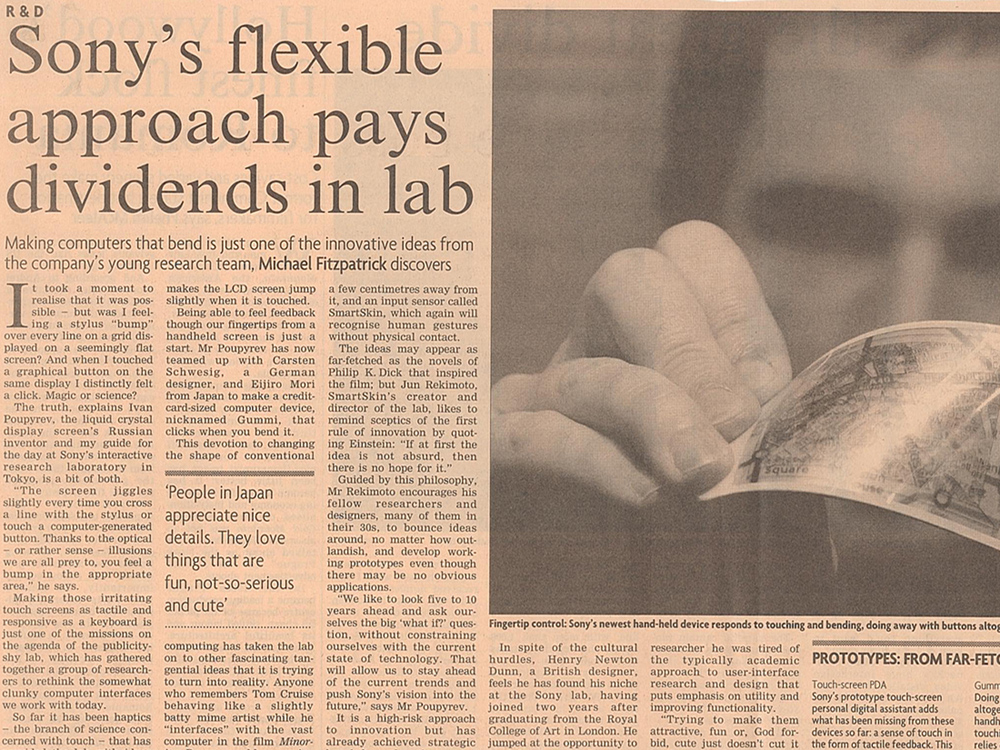 R & D
Sony's flexible
approach pays
dividends in lab
Making computers that bend is just one of the innovative ideas from
the company's young research team, Michael Fitzpatrick discovers
It took a moment to
realise that it was pos-
sible – but was I feel-
ing a stylus "bump"
over every line on a grid dis-
played on a seemingly flat
screen? And when I touched
a graphical button on the
same display I distinctly felt
a click. Magic or science?
The truth, explains Ivan
Poupyrev, the liquid crystal
display screen's Russian
inventor and my guide for
the day at Sony's interactive
research laboratory in
Tokyo, is a bit of both.
"The screen jiggles
slightly every time you cross
a line with the stylus or
touch a computer-generated
button. Thanks to the optical
– or rather sense – illusions
we are all prey to, you feel a
bump in the appropriate
area," he says.
Making those irritating
touch screens as tactile and
responsive as a keyboard is
just one of the missions on
the agenda of the publicity-
shy lab, which has gathered
together a group of research-
ers to rethink the somewhat
clunky computer interfaces
we work with today.
So far it has been haptics
– the branch of science con-
cerned with touch – that has
makes the LCD screen jump
slightly when it is touched.
Being able to feel feedback
though our fingertips from a
handheld screen is just a
start. Mr Poupyrev has now
teamed up with Carsten
Schwesig, a German
designer, and Eijiro Mori
from Japan to make a credit-
card-sized computer device,
nicknamed Gummi, that
clicks when you bend it.
This devotion to changing
the shape of conventional
'People in Japan
appreciate nice
details. They love
things that are
fun, not-so-serious
and cute'
computing has taken the lab
on to other fascinating tan-
gential ideas that it is trying
to turn into reality. Anyone
who remembers Tom Cruise
behaving like a slightly
batty mime artist while he
"interfaces" with the vast
computer in the film Minor-
a few centimetres away from
it, and an input sensor called
SmartSkin, which again will
recognise human gestures
without physical contact.
The ideas may appear as
far-fetched as the novels of
Philip K. Dick that inspired
the film; but Jun Rekimoto,
SmartSkin's creator and
director of the lab, likes to
remind sceptics of the first
rule of innovation by quot-
ing Einstein: "If at first the
idea is not absurd, then
there is no hope for it."
Guided by this philosophy,
Mr Rekimoto encourages his
fellow researchers and
designers, many of them in
their 30s, to bounce ideas
around, no matter how out-
landish, and develop work-
ing prototypes even though
there may be no obvious
applications.
"We like to look five to 10
years ahead and ask our-
selves the big 'what if?' ques-
tion, without constraining
ourselves with the current
state of technology. That
will allow us to stay ahead
of the current trends and
push Sony's vision into the
future," says Mr Poupyrev.
It is a high-risk approach
to innovation but has
already achieved strategic
square
Fingertip control: Sony's newest hand-held device responds to touching and bending, doing away with buttons altog
In spite of the cultural
hurdles, Henry Newton
Dunn, a British designer,
feels he has found his niche
at the Sony lab, having
joined two years after
graduating from the Royal
College of Art in London. He
jumped at the opportunity to
researcher he was tired of
the typically academic
approach to user-interface
research and design that
puts emphasis on utility and
improving functionality.
"Trying to make them
attractive, fun or, God for-
bid, cute just doesn't cut it
PROTOTYPES: FROM FAR-FETC
Touch-screen PDA
Sony's prototype touch-screen
personal digital assistant adds
what has been missing from these
devices so far: a sense of touch in
the form of tactile feedback. This
Gumm
Doing
altoge
handh
touch